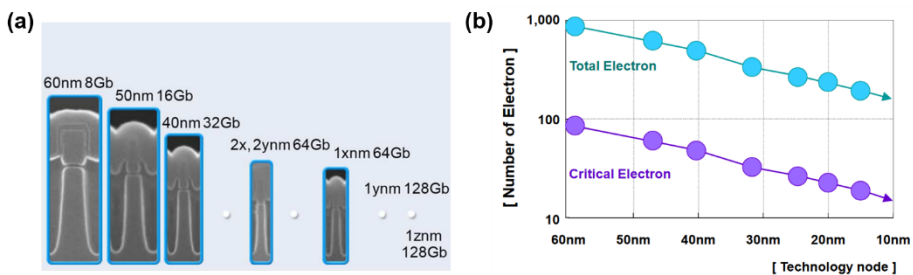 (a)
60nm 8Gb
50nm 16Gb
40nm 32Gb
2x, 2ynm 64Gb
1xnm 64Gb
1ynm 128Gb
1znm
128Gb
(b)
[ Number of Electron ]
1,000
100
10
Total Electron
Critical Electron
60nm 50nm 40nm 30nm 20nm 10nm
[ Technology node ]